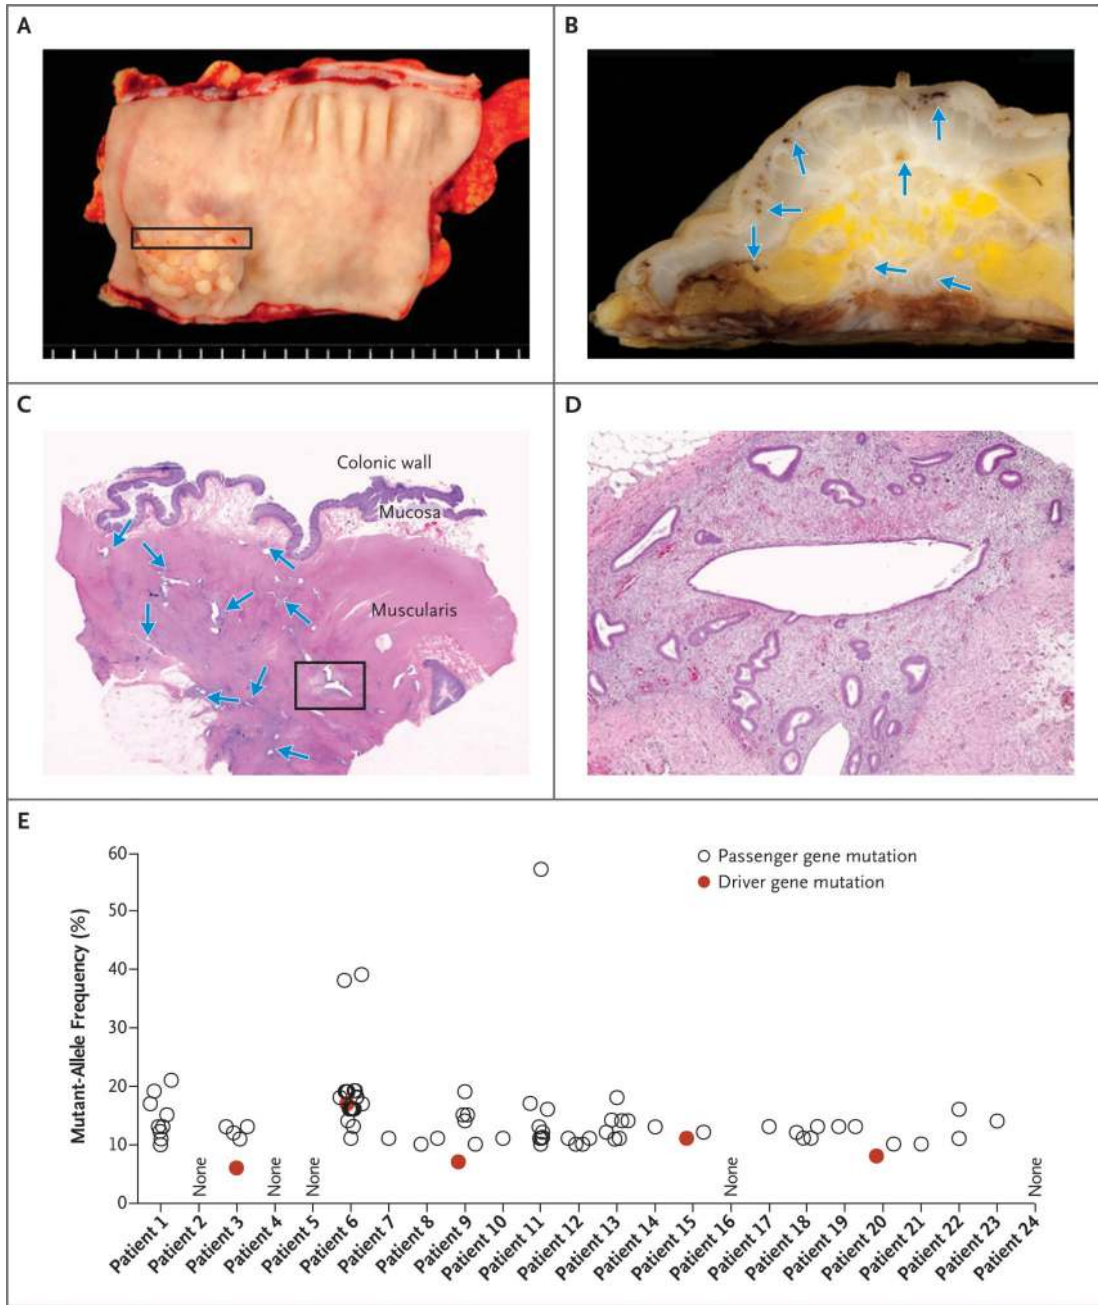 A
B
C
Colonic wall
Mucosa
Muscularis
D
E
Mutant-Allele Frequency (%)
60
50
40
30
20
10
0
Passenger gene mutation
Driver gene mutation
None
None
None
None
None
Patient 1
Patient 2
Patient 3
Patient 4
Patient 5
Patient 6
Patient 7
Patient 8
Patient 9
Patient 10
Patient 11
Patient 12
Patient 13
Patient 14
Patient 15
Patient 16
Patient 17
Patient 18
Patient 19
Patient 20
Patient 21
Patient 22
Patient 23
Patient 24